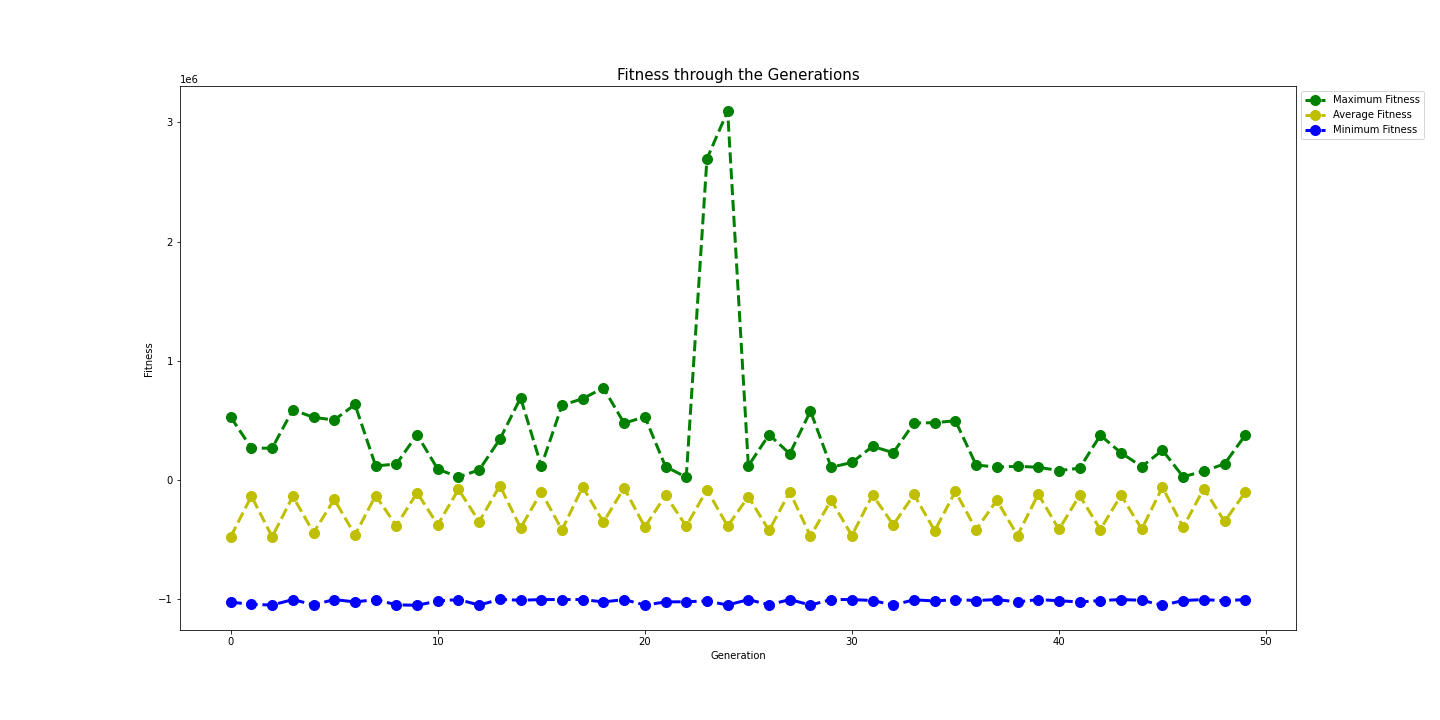 Fitness through the Generations
1e6
Maximum Fitness
Average Fitness
Minimum Fitness
3
2
1
0
−1
Fitness
0 10 20 30 40 50
Generation